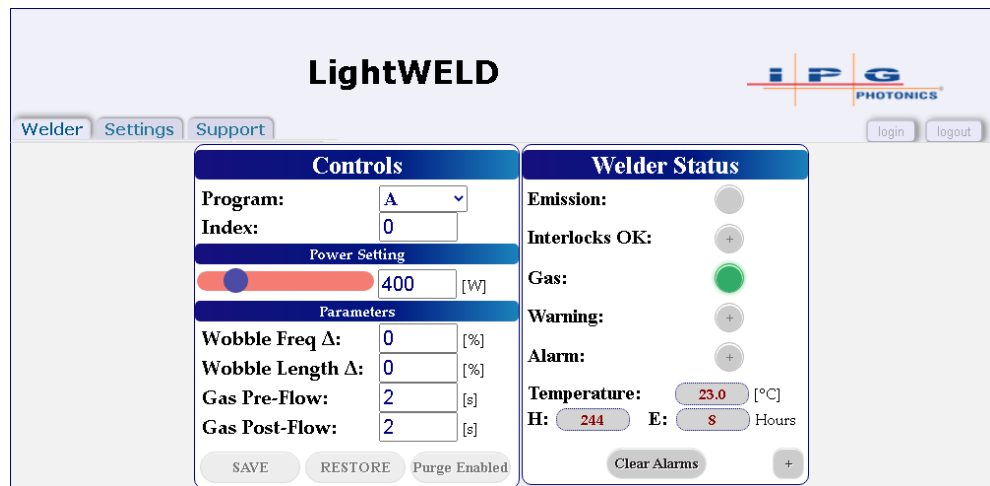 LightWELD
IPG
PHOTONICS
Welder Settings Support
login logout
Controls
Program: A
Index: 0
Power Setting
400 [W]
Parameters
Wobble Freq Δ: 0 [%]
Wobble Length Δ: 0 [%]
Gas Pre-Flow: 2 [s]
Gas Post-Flow: 2 [s]
SAVE RESTORE Purge Enabled
Welder Status
Emission:
Interlocks OK: +
Gas:
Warning: +
Alarm: +
Temperature: 23.0 [°C]
H: 244 E: 8 Hours
Clear Alarms +